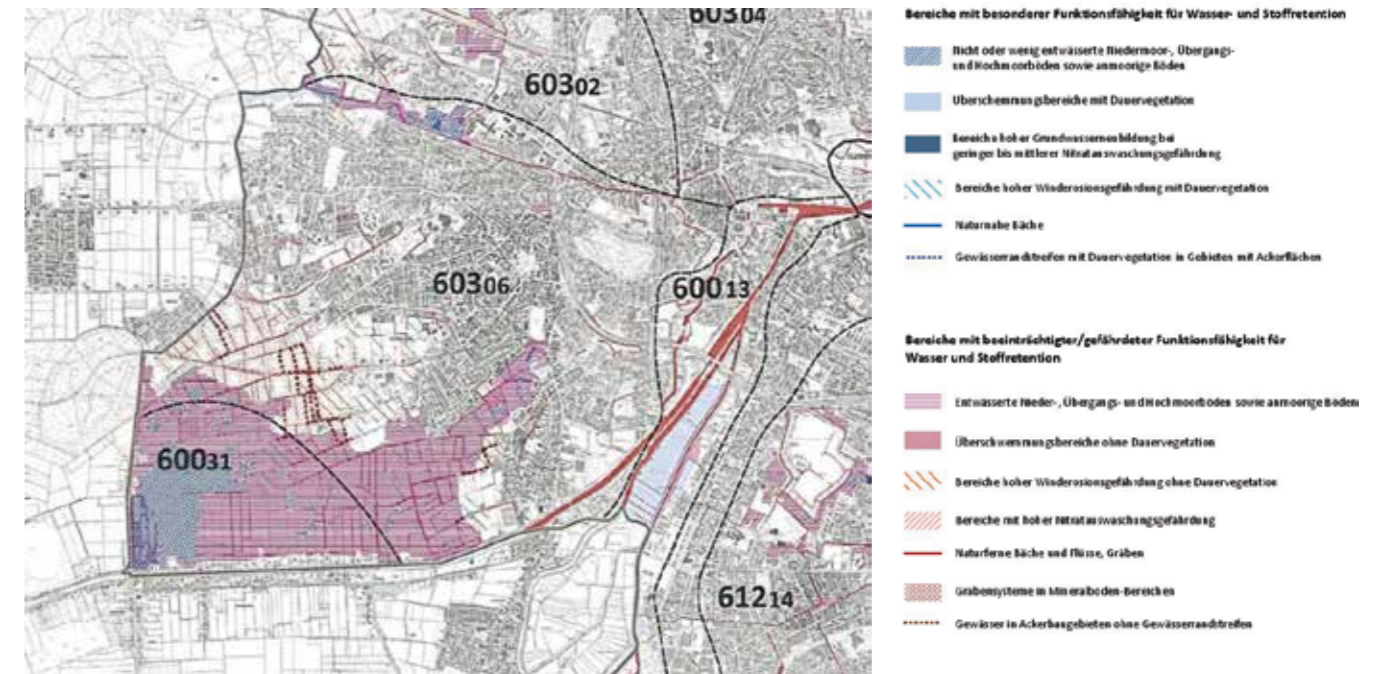 60304
60302
60306
60013
60031
61214
Bereiche mit besonderer Funktionsfähigkeit für Wasser- und Stoffretention
Nicht oder wenig entwässerte Niedermoor-, Übergangs-
und Hochmoorböden sowie anmoorige Böden
Überschemmungsbereiche mit Dauervegetation
Bereiche hoher Grundwasserneubildung bei
geringer bis mittlerer Nitratauswaschungsgefährdung
Bereiche hoher Winderosionsgefährdung mit Dauervegetation
Naturnahe Bäche
Gewässerrandstreifen mit Dauervegetation in Gebieten mit Ackerflächen
Bereiche mit beeinträchtigter/gefährdeter Funktionsfähigkeit für
Wasser und Stoffretention
Entwässerte Nieder-, Übergangs- und Hochmoorböden sowie anmoorige Böden
Überschwemmungsbereiche ohne Dauervegetation
Bereiche hoher Winderosionsgefährdung ohne Dauervegetation
Bereiche mit hoher Nitratauswaschungsgefährdung
Naturferne Bäche und Flüsse, Gräben
Grabensysteme in Mineralboden-Bereichen
Gewässer in Ackerbaugebieten ohne Gewässerrandstreifen